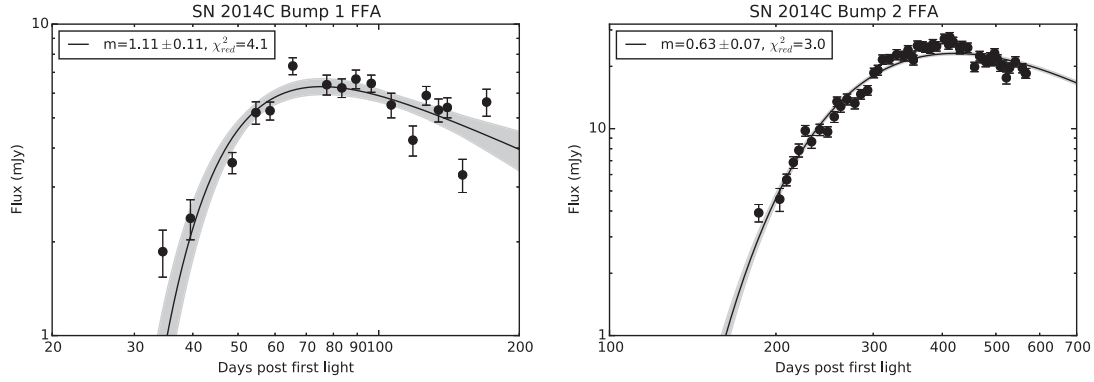 SN 2014C Bump 1 FFA
m=1.11±0.11, χ²red=4.1
10
1
Flux (mJy)
20 30 40 50 60 70 80 90100 200
Days post first light
SN 2014C Bump 2 FFA
m=0.63±0.07, χ²red=3.0
10
1
Flux (mJy)
100 200 300 400 500 600 700
Days post first light